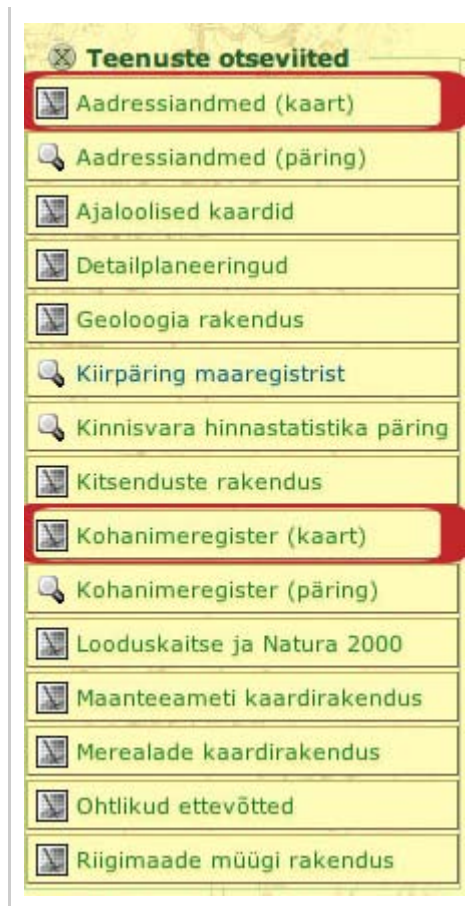 Teenuste otseviited
Aadressiandmed (kaart)
Aadressiandmed (päring)
Ajaloolised kaardid
Detailplaneeringud
Geoloogia rakendus
Kiirpäring maaregistrist
Kinnisvara hinnastatistika päring
Kitsenduste rakendus
Kohanimeregister (kaart)
Kohanimeregister (päring)
Looduskaitse ja Natura 2000
Maanteeameti kaardirakendus
Merealade kaardirakendus
Ohtlikud ettevõtted
Riigimaade müügi rakendus